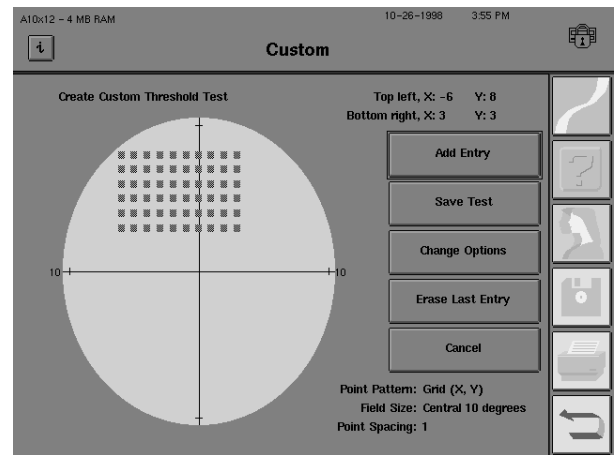 A10x12 - 4 MB RAM
10-26-1998 3:55 PM
i
Custom
Create Custom Threshold Test
Top left, X: -6 Y: 8
Bottom right, X: 3 Y: 3
Add Entry
Save Test
Change Options
10 10
Erase Last Entry
Cancel
Point Pattern: Grid (X, Y)
Field Size: Central 10 degrees
Point Spacing: 1
?